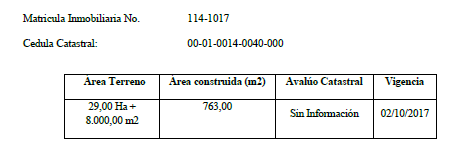 Matricula Inmobiliaria No. 114-1017
Cedula Catastral: 00-01-0014-0040-000
Área Terreno Área construida (m2) Avalúo Catastral Vigencia
29,00 Ha + 763,00 Sin Información 02/10/2017
8.000,00 m2